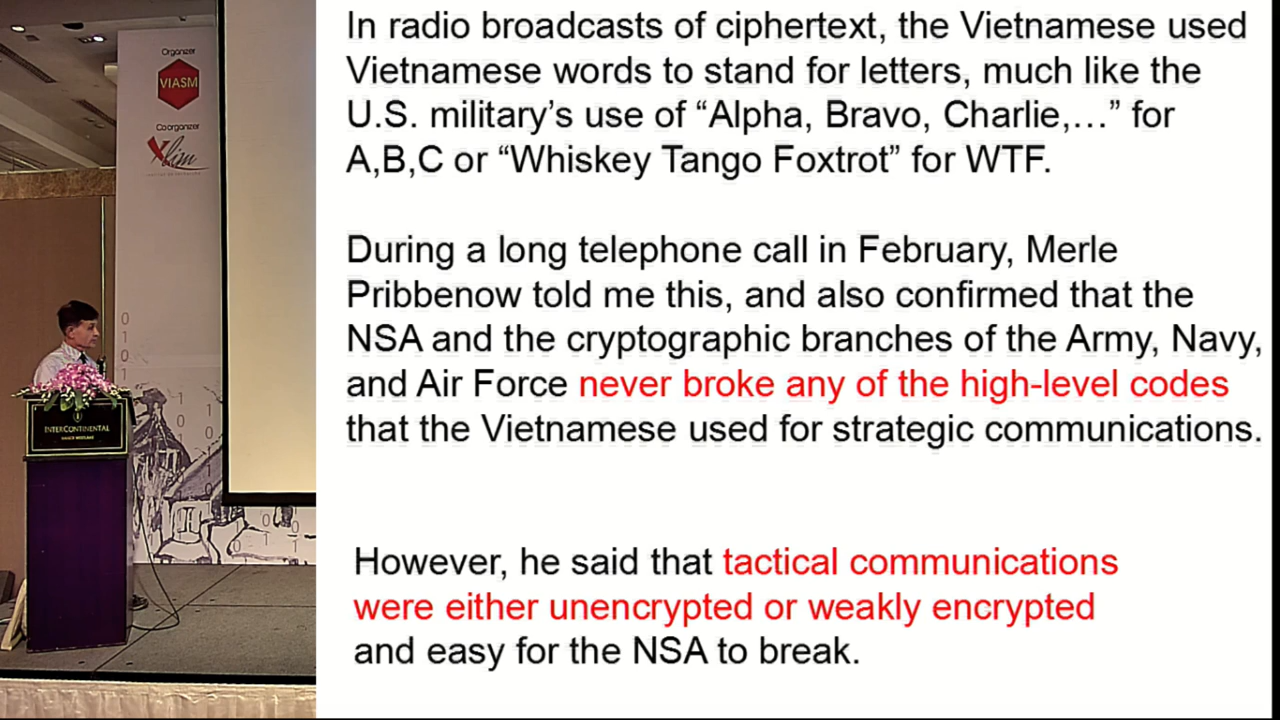 Organizer
VIASM
Co-organizer
Xlim
INTERCONTINENTAL
In radio broadcasts of ciphertext, the Vietnamese used
Vietnamese words to stand for letters, much like the
U.S. military’s use of “Alpha, Bravo, Charlie,…” for
A,B,C or “Whiskey Tango Foxtrot” for WTF.
During a long telephone call in February, Merle
Pribbenow told me this, and also confirmed that the
NSA and the cryptographic branches of the Army, Navy,
and Air Force never broke any of the high-level codes
that the Vietnamese used for strategic communications.
However, he said that tactical communications
were either unencrypted or weakly encrypted
and easy for the NSA to break.